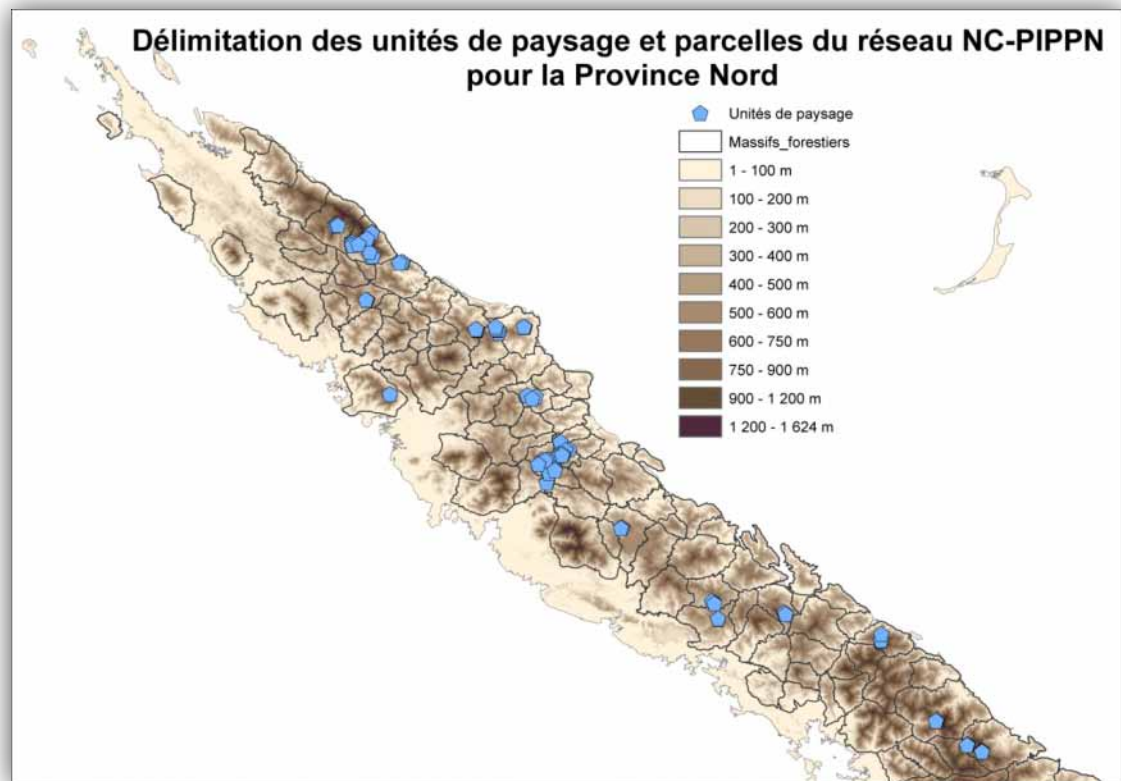 Délimitation des unités de paysage et parcelles du réseau NC-PIPPN
pour la Province Nord
Unités de paysage
Massifs_forestiers
1 - 100 m
100 - 200 m
200 - 300 m
300 - 400 m
400 - 500 m
500 - 600 m
600 - 750 m
750 - 900 m
900 - 1 200 m
1 200 - 1 624 m